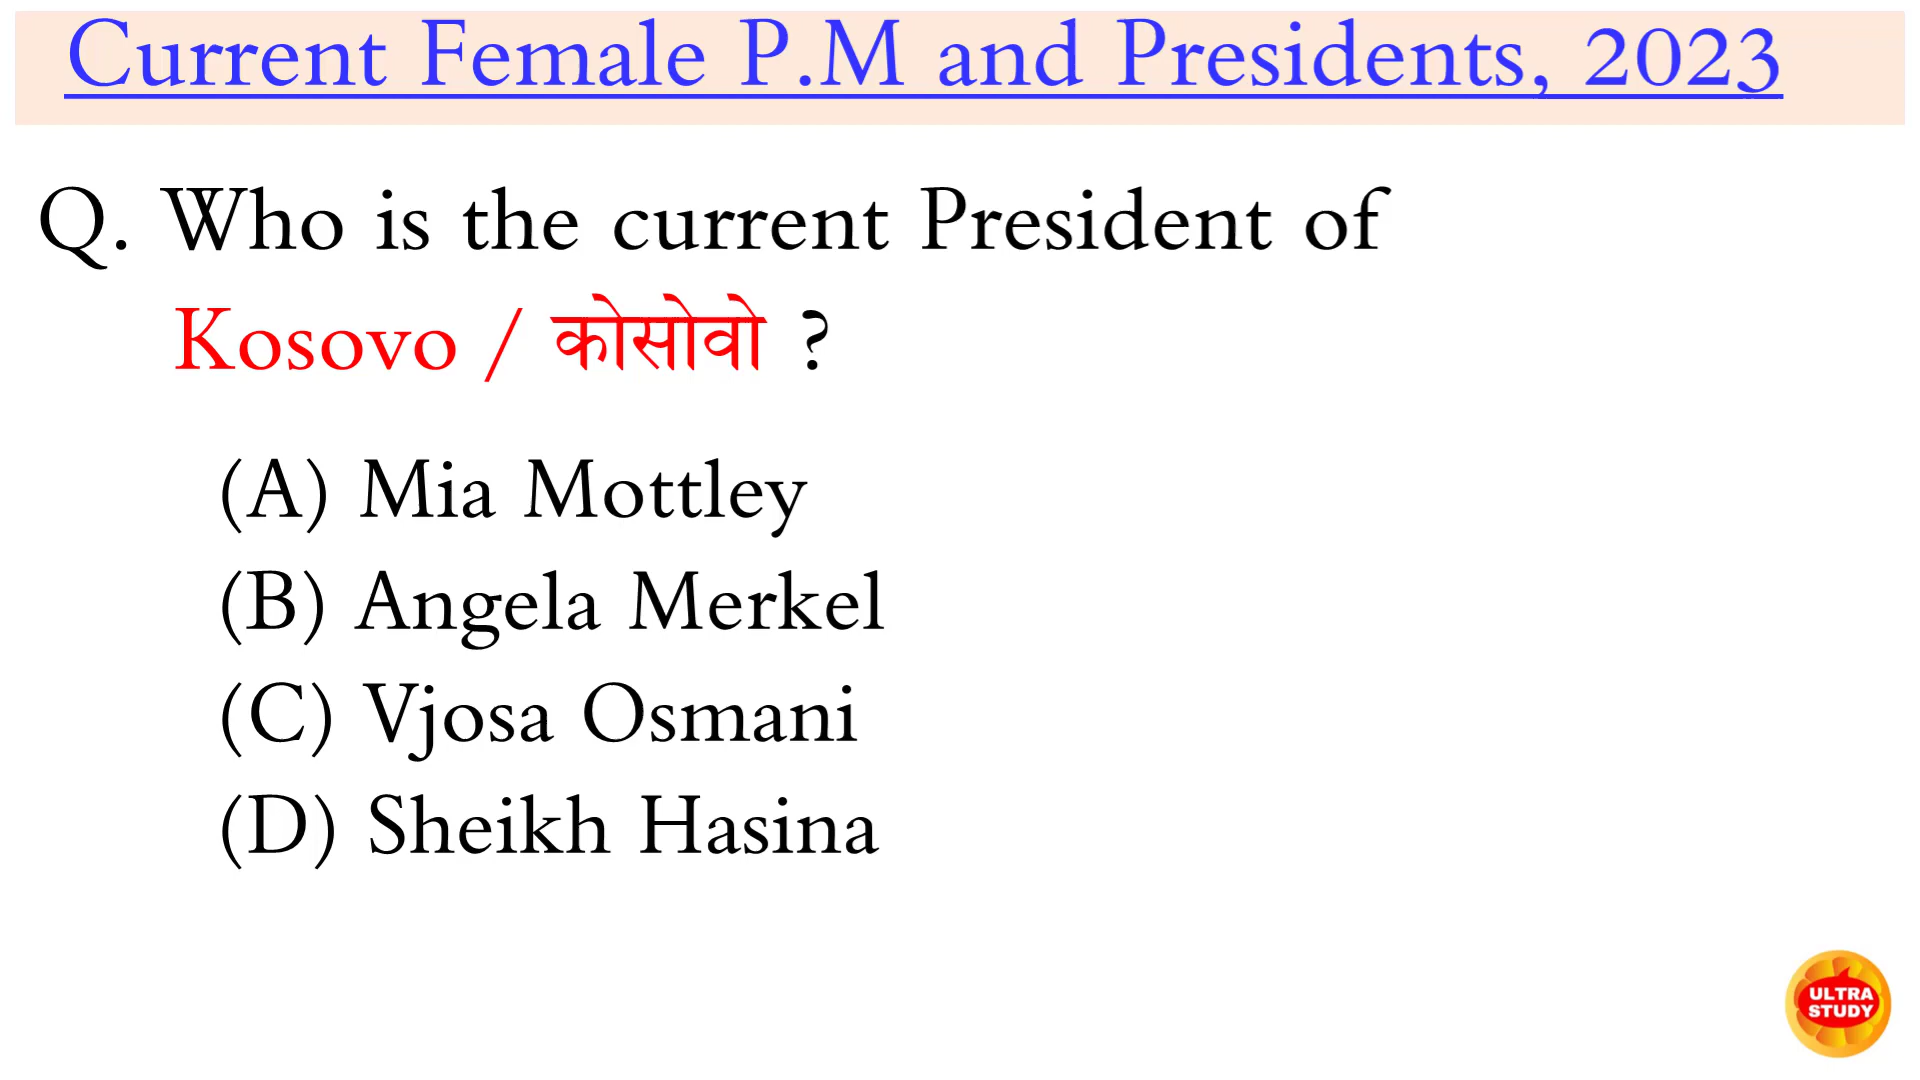 Current Female P.M and Presidents, 2023
Q. Who is the current President of
Kosovo / कोसोवो ?
(A) Mia Mottley
(B) Angela Merkel
(C) Vjosa Osmani
(D) Sheikh Hasina
ULTRA
STUDY